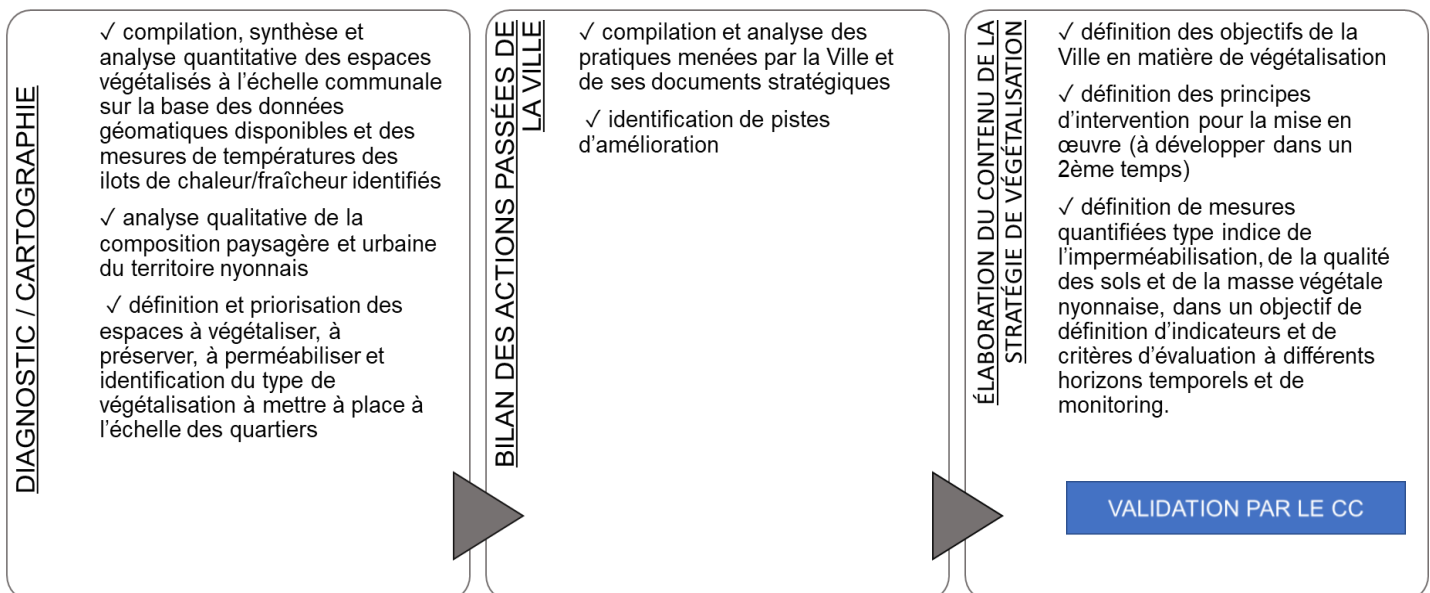 DIAGNOSTIC / CARTOGRAPHIE
✓ compilation, synthèse et
analyse quantitative des espaces
végétalisés à l’échelle communale
sur la base des données
géomatiques disponibles et des
mesures de températures des
ilots de chaleur/fraîcheur identifiés
✓ analyse qualitative de la
composition paysagère et urbaine
du territoire nyonnais
✓ définition et priorisation des
espaces à végétaliser, à
préserver, à perméabiliser et
identification du type de
végétalisation à mettre à place à
l’échelle des quartiers
BILAN DES ACTIONS PASSÉES DE
LA VILLE
✓ compilation et analyse des
pratiques menées par la Ville et
de ses documents stratégiques
✓ identification de pistes
d’amélioration
ÉLABORATION DU CONTENU DE LA
STRATÉGIE DE VÉGÉTALISATION
✓ définition des objectifs de la
Ville en matière de végétalisation
✓ définition des principes
d’intervention pour la mise en
œuvre (à développer dans un
2ème temps)
✓ définition de mesures
quantifiées type indice de
l’imperméabilisation, de la qualité
des sols et de la masse végétale
nyonnaise, dans un objectif de
définition d’indicateurs et de
critères d’évaluation à différents
horizons temporels et de
monitoring.
VALIDATION PAR LE CC